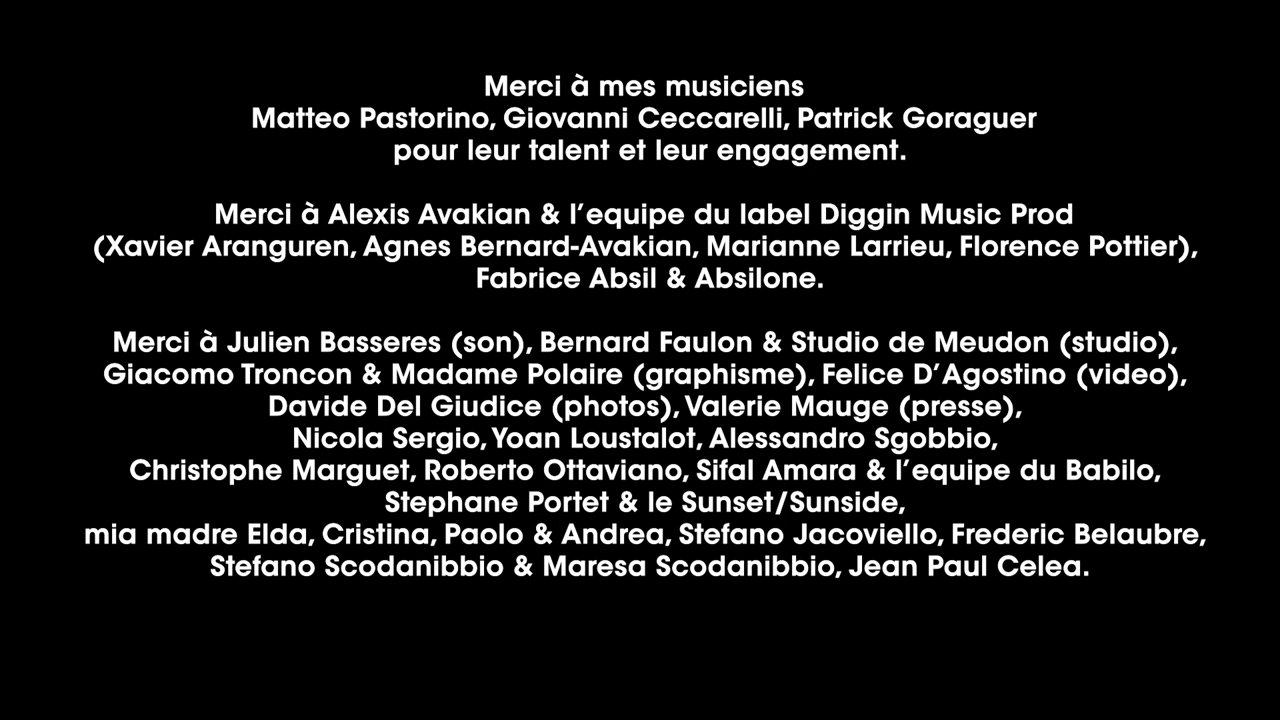 Merci à mes musiciens
Matteo Pastorino, Giovanni Ceccarelli, Patrick Goraguer
pour leur talent et leur engagement.
Merci à Alexis Avakian & l'equipe du label Diggin Music Prod
(Xavier Aranguren, Agnes Bernard-Avakian, Marianne Larrieu, Florence Pottier),
Fabrice Absil & Absilone.
Merci à Julien Basseres (son), Bernard Faulon & Studio de Meudon (studio),
Giacomo Troncon & Madame Polaire (graphisme), Felice D'Agostino (video),
Davide Del Giudice (photos), Valerie Mauge (presse),
Nicola Sergio, Yoan Loustalot, Alessandro Sgobbio,
Christophe Marguet, Roberto Ottaviano, Sifal Amara & l'equipe du Babilo,
Stephane Portet & le Sunset/Sunside,
mia madre Elda, Cristina, Paolo & Andrea, Stefano Jacoviello, Frederic Belaubre,
Stefano Scodanibbio & Maresa Scodanibbio, Jean Paul Celea.